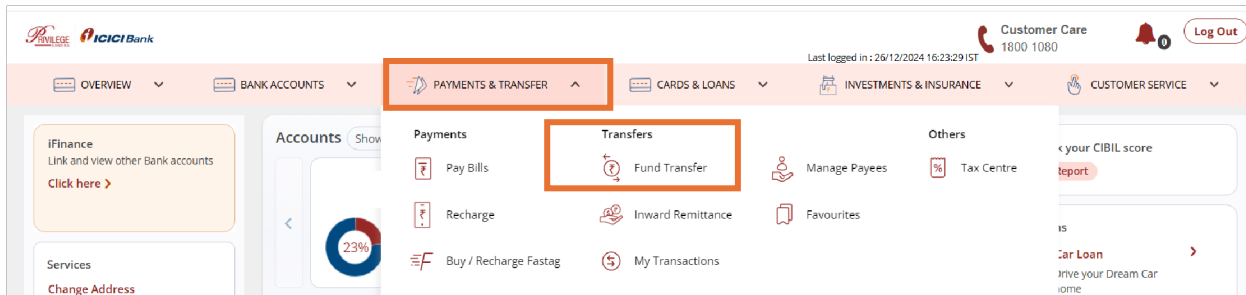 PRIVILEGE ICICI Bank
Customer Care
1800 1080
0
Log Out
Last logged in : 26/12/2024 16:23:29 IST
OVERVIEW
BANK ACCOUNTS
PAYMENTS & TRANSFER
CARDS & LOANS
INVESTMENTS & INSURANCE
CUSTOMER SERVICE
iFinance
Link and view other Bank accounts
Click here
Services
Change Address
Accounts
Show
23%
Payments
Pay Bills
Recharge
Buy / Recharge Fastag
Transfers
Fund Transfer
Inward Remittance
My Transactions
Manage Payees
Favourites
Others
Tax Centre
your CIBIL score
Report
Car Loan
Drive your Dream Car
home